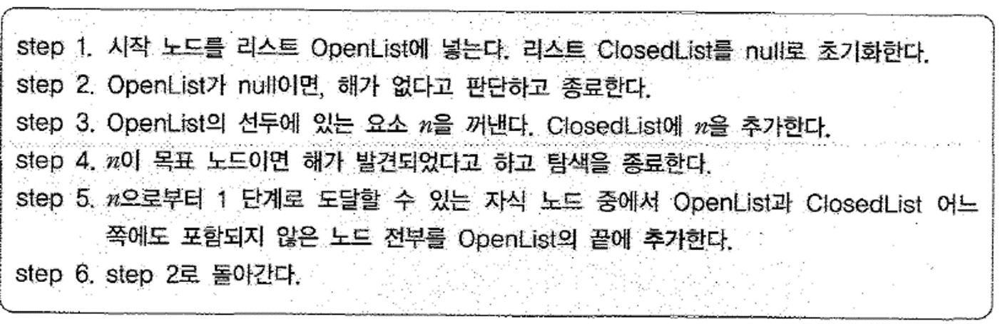 step 1. 시작 노드를 리스트 OpenList에 넣는다. 리스트 ClosedList를 null로 초기화한다.
step 2. OpenList가 null이면, 해가 없다고 판단하고 종료한다.
step 3. OpenList의 선두에 있는 요소 n을 꺼낸다. ClosedList에 n을 추가한다.
step 4. n이 목표 노드이면 해가 발견되었다고 하고 탐색을 종료한다.
step 5. n으로부터 1 단계로 도달할 수 있는 자식 노드 중에서 OpenList과 ClosedList 어느
쪽에도 포함되지 않은 노드 전부를 OpenList의 끝에 추가한다.
step 6. step 2로 돌아간다.